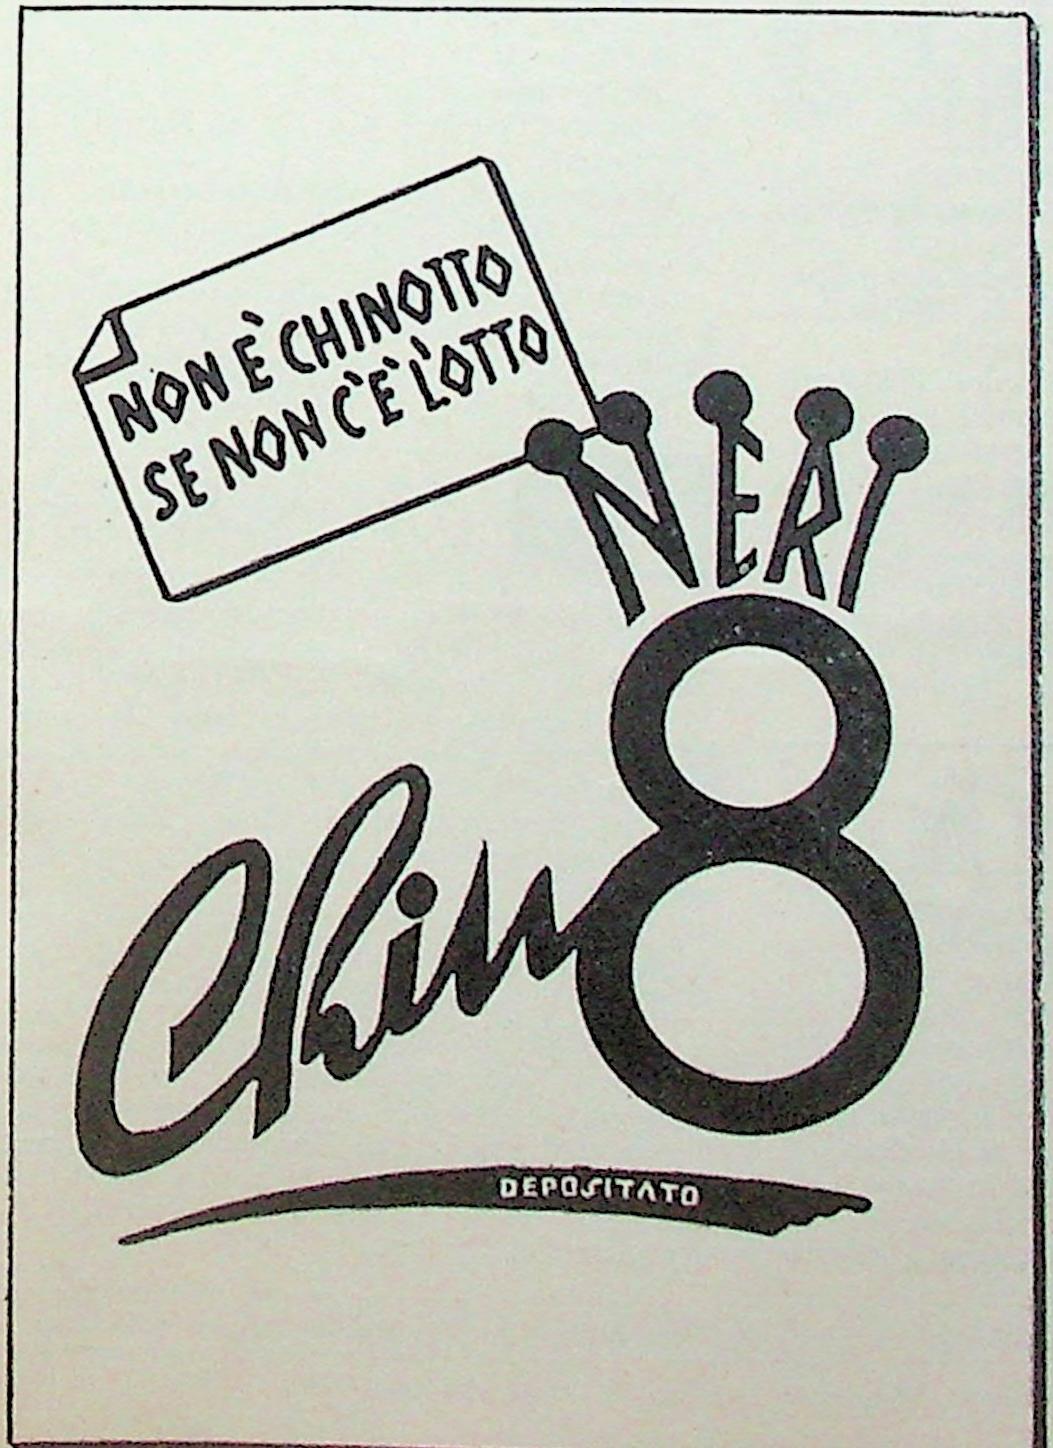 NON È CHINOTTO
SE NON C'È L'OTTO
NERI
Chin8
DEPOSITATO